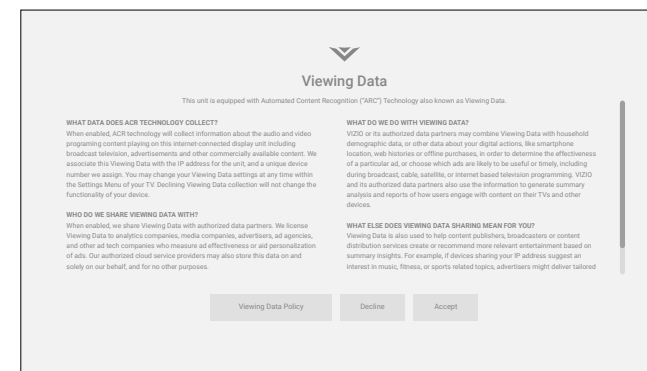 Viewing Data
This unit is equipped with Automated Content Recognition ("ARC") Technology also known as Viewing Data.
WHAT DATA DOES ACR TECHNOLOGY COLLECT?
When enabled, ACR technology will collect information about the audio and video
programing content playing on this internet-connected display unit including
broadcast television, advertisements and other commercially available content. We
associate this Viewing Data with the IP address for the unit, and a unique device
number we assign. You may change your Viewing Data settings at any time within
the Settings Menu of your TV. Declining Viewing Data collection will not change the
functionality of your device.
WHO DO WE SHARE VIEWING DATA WITH?
When enabled, we share Viewing Data with authorized data partners. We license
Viewing Data to analytics companies, media companies, advertisers, ad agencies,
and other ad tech companies who measure ad effectiveness or aid personalization
of ads. Our authorized cloud service providers may also store this data on and
solely on our behalf, and for no other purposes.
WHAT DO WE DO WITH VIEWING DATA?
VIZIO or its authorized data partners may combine Viewing Data with household
demographic data, or other data about your digital actions, like smartphone
location, web histories or offline purchases, in order to determine the effectiveness
of a particular ad, or choose which ads are likely to be useful or timely, including
during broadcast, cable, satellite, or internet based television programming. VIZIO
and its authorized data partners also use the information to generate summary
analysis and reports of how users engage with content on their TVs and other
devices.
WHAT ELSE DOES VIEWING DATA SHARING MEAN FOR YOU?
Viewing Data is also used to help content publishers, broadcasters or content
distribution services create or recommend more relevant entertainment based on
summary insights. For example, if devices sharing your IP address suggest an
interest in music, fitness, or sports related topics, advertisers might deliver tailored
Viewing Data Policy
Decline
Accept